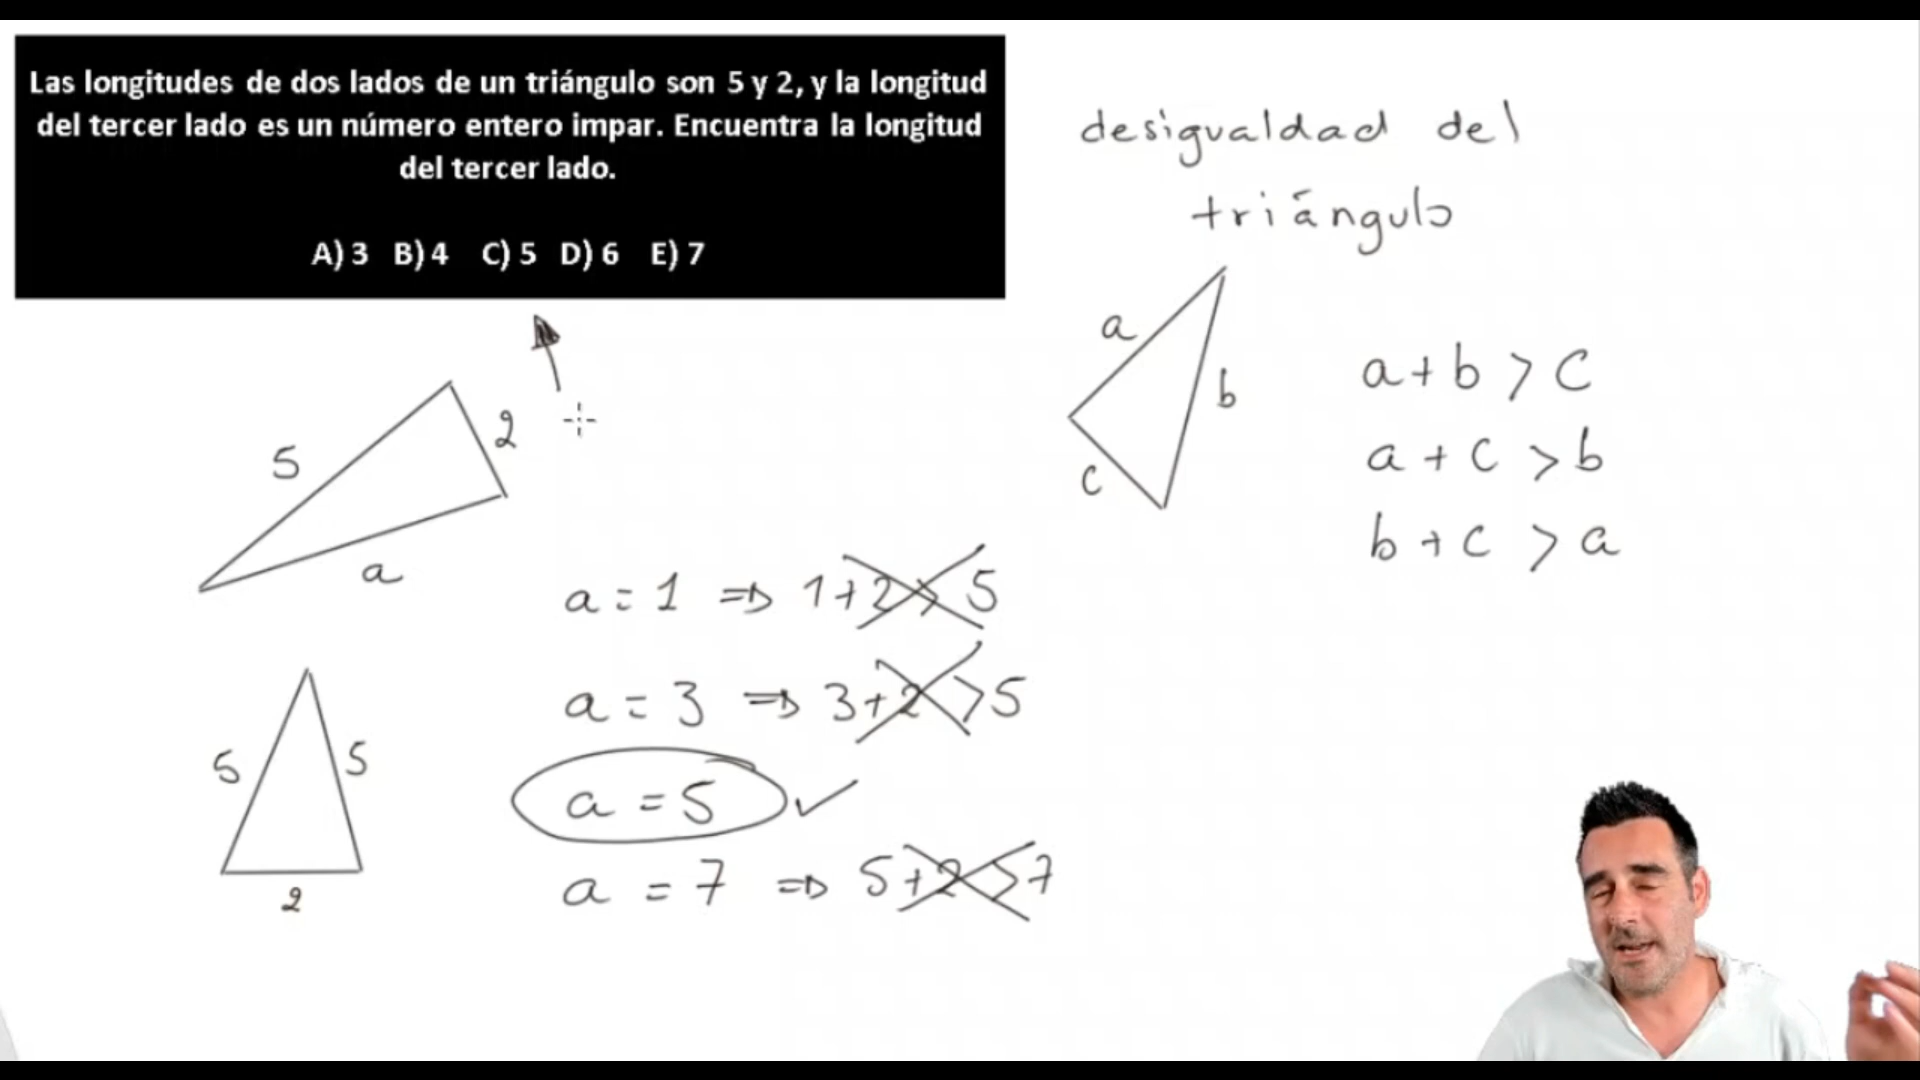 Las longitudes de dos lados de un triángulo son 5 y 2, y la longitud
del tercer lado es un número entero impar. Encuentra la longitud
del tercer lado.
A) 3 B) 4 C) 5 D) 6 E) 7
desigualdad del
triángulo
a
b
c
a + b > c
a + c > b
b + c > a
5
2
a
a = 1 ⇒ 1 + 2 > 5
a = 3 ⇒ 3 + 2 > 5
a = 5 ✓
a = 7 ⇒ 5 + 2 > 7
5
5
2